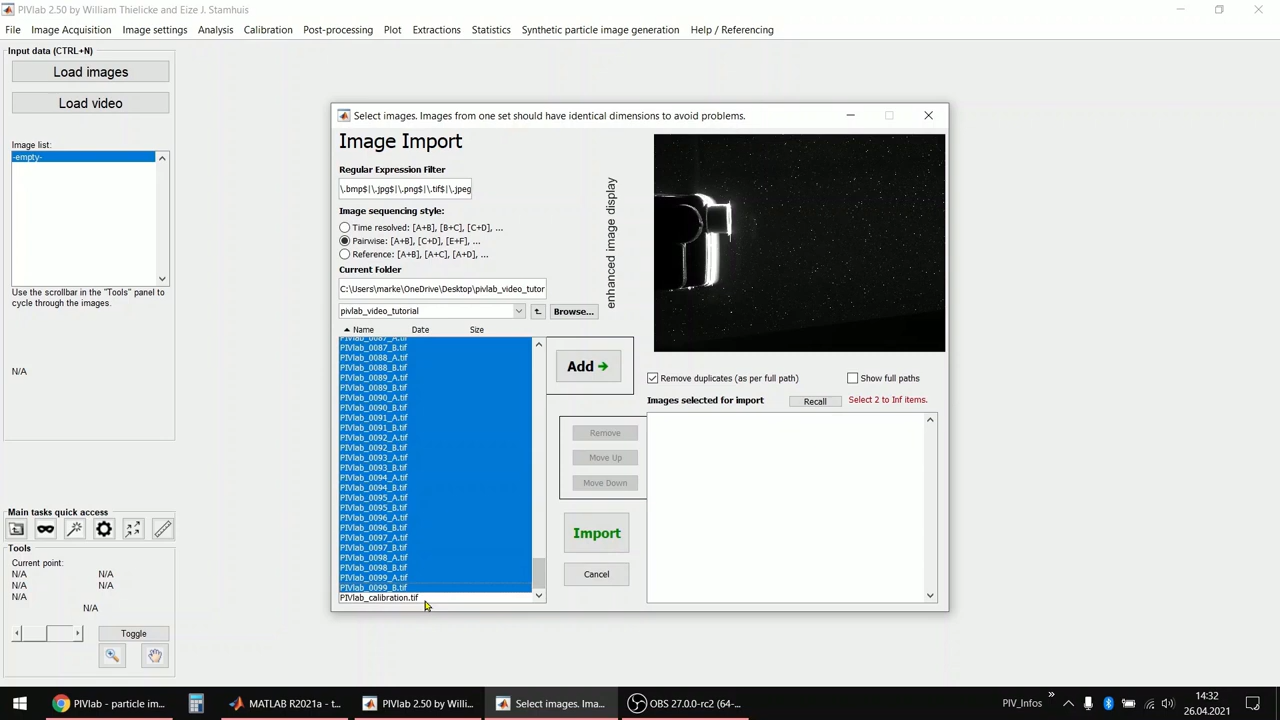 PIVlab 2.50 by William Thielicke and Eize J. Stamhuis
File Image Acquisition Image settings Analysis Calibration Post-processing Plot Extractions Statistics Synthetic particle image generation Help / Referencing
Input data (CTRL+N)
Load images
Load video
Image list:
-empty-
Use the scrollbar in the "Tools" panel to
cycle through the images.
N/A
Main tasks quick access
Tools
Current point:
N/A N/A
N/A N/A
N/A
N/A
Toggle
Select images. Images from one set should have identical dimensions to avoid problems.
Image Import
Regular Expression Filter
\.bmp$|\.jpg$|\.png$|\.tif$|\.jpeg
Image sequencing style:
Time resolved: [A+B], [B+C], [C+D], ...
Pairwise: [A+B], [C+D], [E+F], ...
Reference: [A+B], [A+C], [A+D], ...
Current Folder
C:\Users\marke\OneDrive\Desktop\pivlab_video_tutor
pivlab_video_tutorial
Browse...
Name Date Size
PIVlab_0087_A.tif
PIVlab_0087_B.tif
PIVlab_0088_A.tif
PIVlab_0088_B.tif
PIVlab_0089_A.tif
PIVlab_0089_B.tif
PIVlab_0090_A.tif
PIVlab_0090_B.tif
PIVlab_0091_A.tif
PIVlab_0091_B.tif
PIVlab_0092_A.tif
PIVlab_0092_B.tif
PIVlab_0093_A.tif
PIVlab_0093_B.tif
PIVlab_0094_A.tif
PIVlab_0094_B.tif
PIVlab_0095_A.tif
PIVlab_0095_B.tif
PIVlab_0096_A.tif
PIVlab_0096_B.tif
PIVlab_0097_A.tif
PIVlab_0097_B.tif
PIVlab_0098_A.tif
PIVlab_0098_B.tif
PIVlab_0099_A.tif
PIVlab_0099_B.tif
PIVlab_calibration.tif
enhanced image display
Add
Remove
Move Up
Move Down
Import
Cancel
Remove duplicates (as per full path) Show full paths
Images selected for import Recall Select 2 to Inf items.
PIVlab - particle im... MATLAB R2021a - t... PIVlab 2.50 by Willi... Select images. Ima... OBS 27.0.0-rc2 (64-... PIV_Infos
14:32
26.04.2021